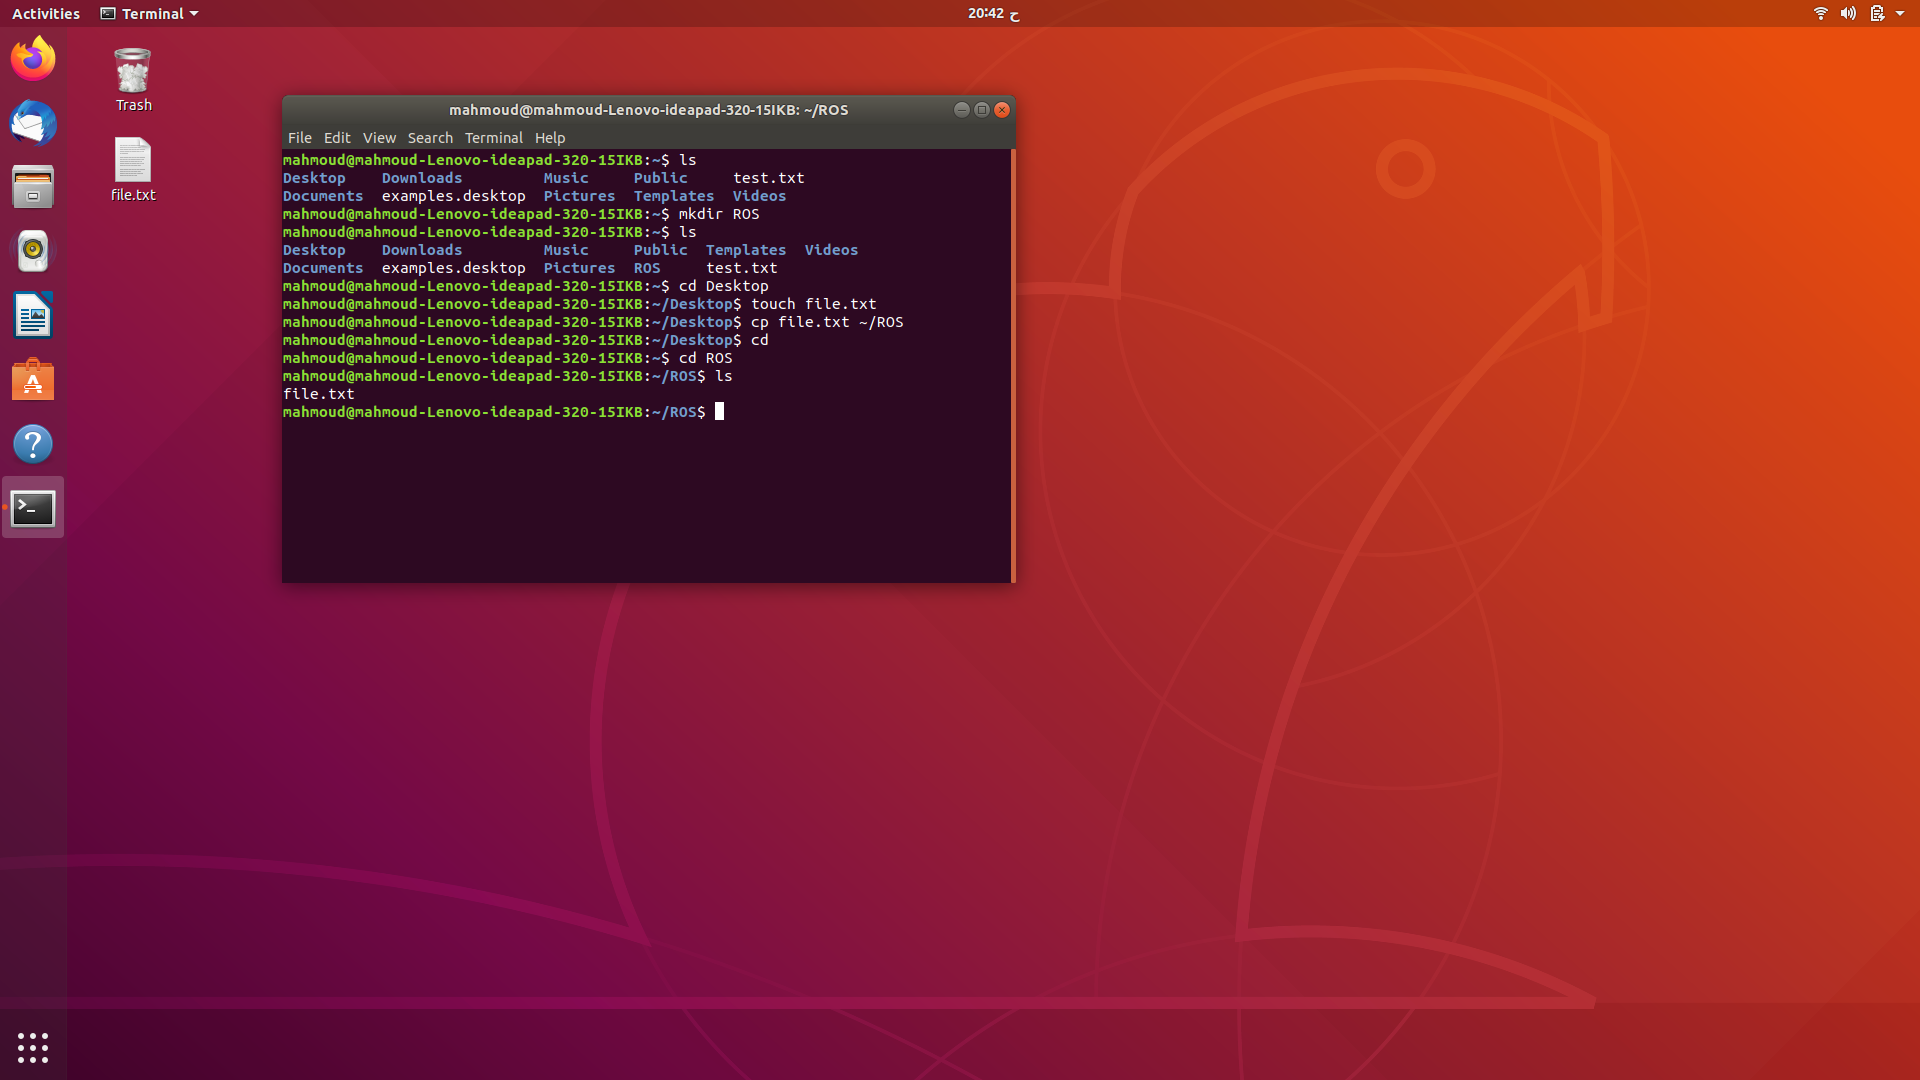 Activities Terminal 20:42 ح
Trash
file.txt
mahmoud@mahmoud-Lenovo-ideapad-320-15IKB: ~/ROS
File Edit View Search Terminal Help
mahmoud@mahmoud-Lenovo-ideapad-320-15IKB:~$ ls
Desktop Downloads Music Public test.txt
Documents examples.desktop Pictures Templates Videos
mahmoud@mahmoud-Lenovo-ideapad-320-15IKB:~$ mkdir ROS
mahmoud@mahmoud-Lenovo-ideapad-320-15IKB:~$ ls
Desktop Downloads Music Public Templates Videos
Documents examples.desktop Pictures ROS test.txt
mahmoud@mahmoud-Lenovo-ideapad-320-15IKB:~$ cd Desktop
mahmoud@mahmoud-Lenovo-ideapad-320-15IKB:~/Desktop$ touch file.txt
mahmoud@mahmoud-Lenovo-ideapad-320-15IKB:~/Desktop$ cp file.txt ~/ROS
mahmoud@mahmoud-Lenovo-ideapad-320-15IKB:~/Desktop$ cd
mahmoud@mahmoud-Lenovo-ideapad-320-15IKB:~$ cd ROS
mahmoud@mahmoud-Lenovo-ideapad-320-15IKB:~/ROS$ ls
file.txt
mahmoud@mahmoud-Lenovo-ideapad-320-15IKB:~/ROS$